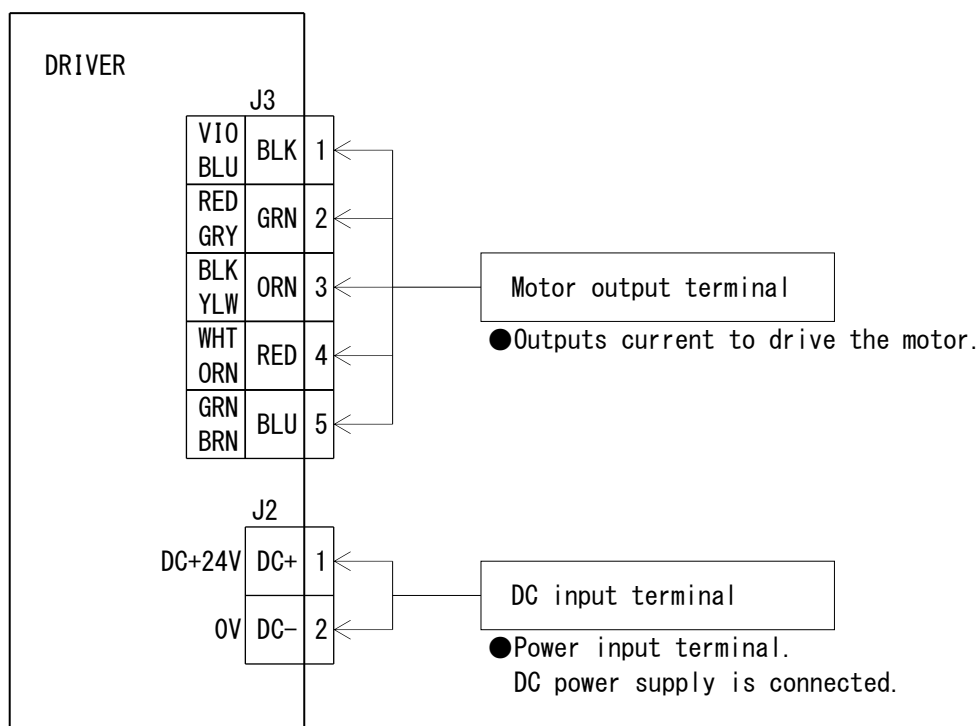 DRIVER
J3
VIO
BLU
BLK
1
RED
GRY
GRN
2
BLK
YLW
ORN
3
WHT
ORN
RED
4
GRN
BRN
BLU
5
Motor output terminal
●Outputs current to drive the motor.
J2
DC+24V DC+ 1
0V DC- 2
DC input terminal
●Power input terminal.
DC power supply is connected.